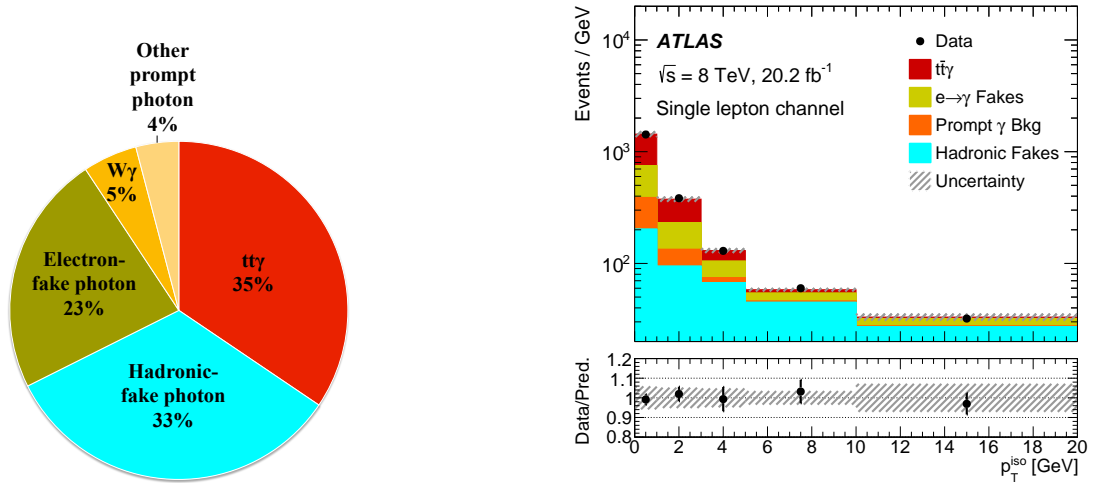 Other
prompt
photon
4%
Wγ
5%
Electron-
fake photon
23%
ttγ
35%
Hadronic-
fake photon
33%
Events / GeV
10⁴
10³
10²
ATLAS
√s = 8 TeV, 20.2 fb⁻¹
Single lepton channel
Data
tt̄γ
e→γ Fakes
Prompt γ Bkg
Hadronic Fakes
Uncertainty
Data/Pred.
1.2
1.1
1.0
0.9
0.8
0 2 4 6 8 10 12 14 16 18 20
p_T^iso [GeV]